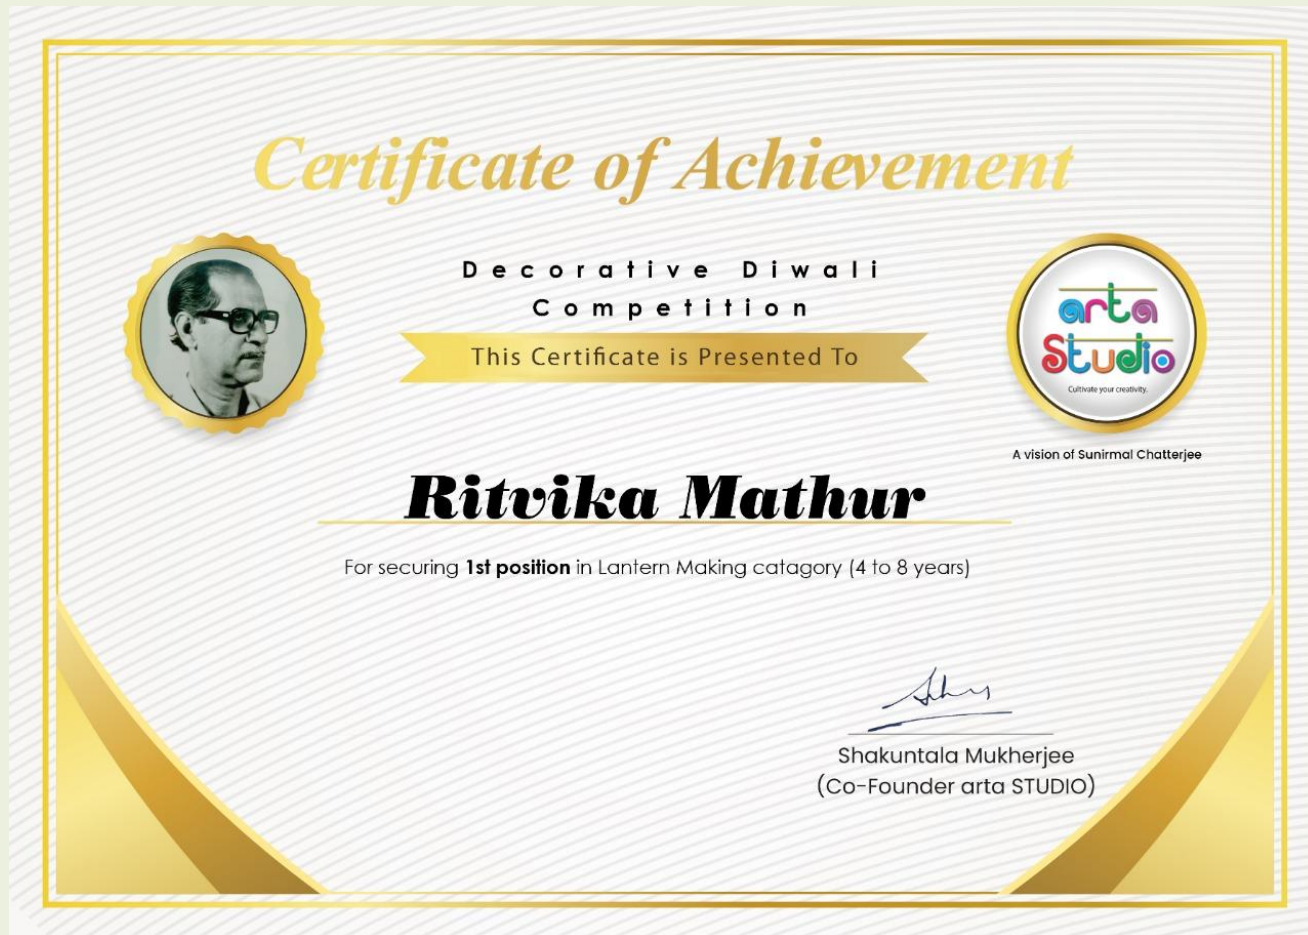 Certificate of Achievement
Decorative Diwali
Competition
This Certificate is Presented To
arta
Studio
Cultivate your creativity.
A vision of Sunirmal Chatterjee
Ritvika Mathur
For securing 1st position in Lantern Making catagory (4 to 8 years)
Shakuntala Mukherjee
(Co-Founder arta STUDIO)